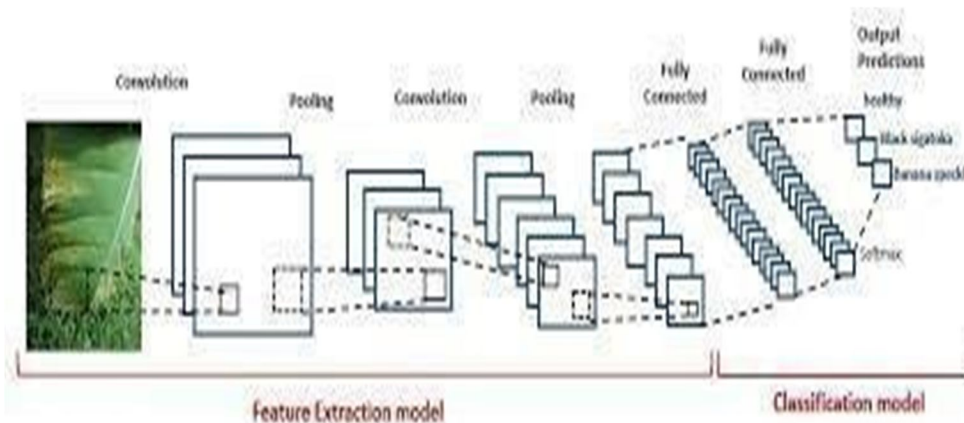 Convolution
Pooling
Convolution
Pooling
Fully
Connected
Fully
Connected
Output
Predictions
healthy
Black sigatoka
Banana speckl
Softmax
Feature Extraction model
Classification model